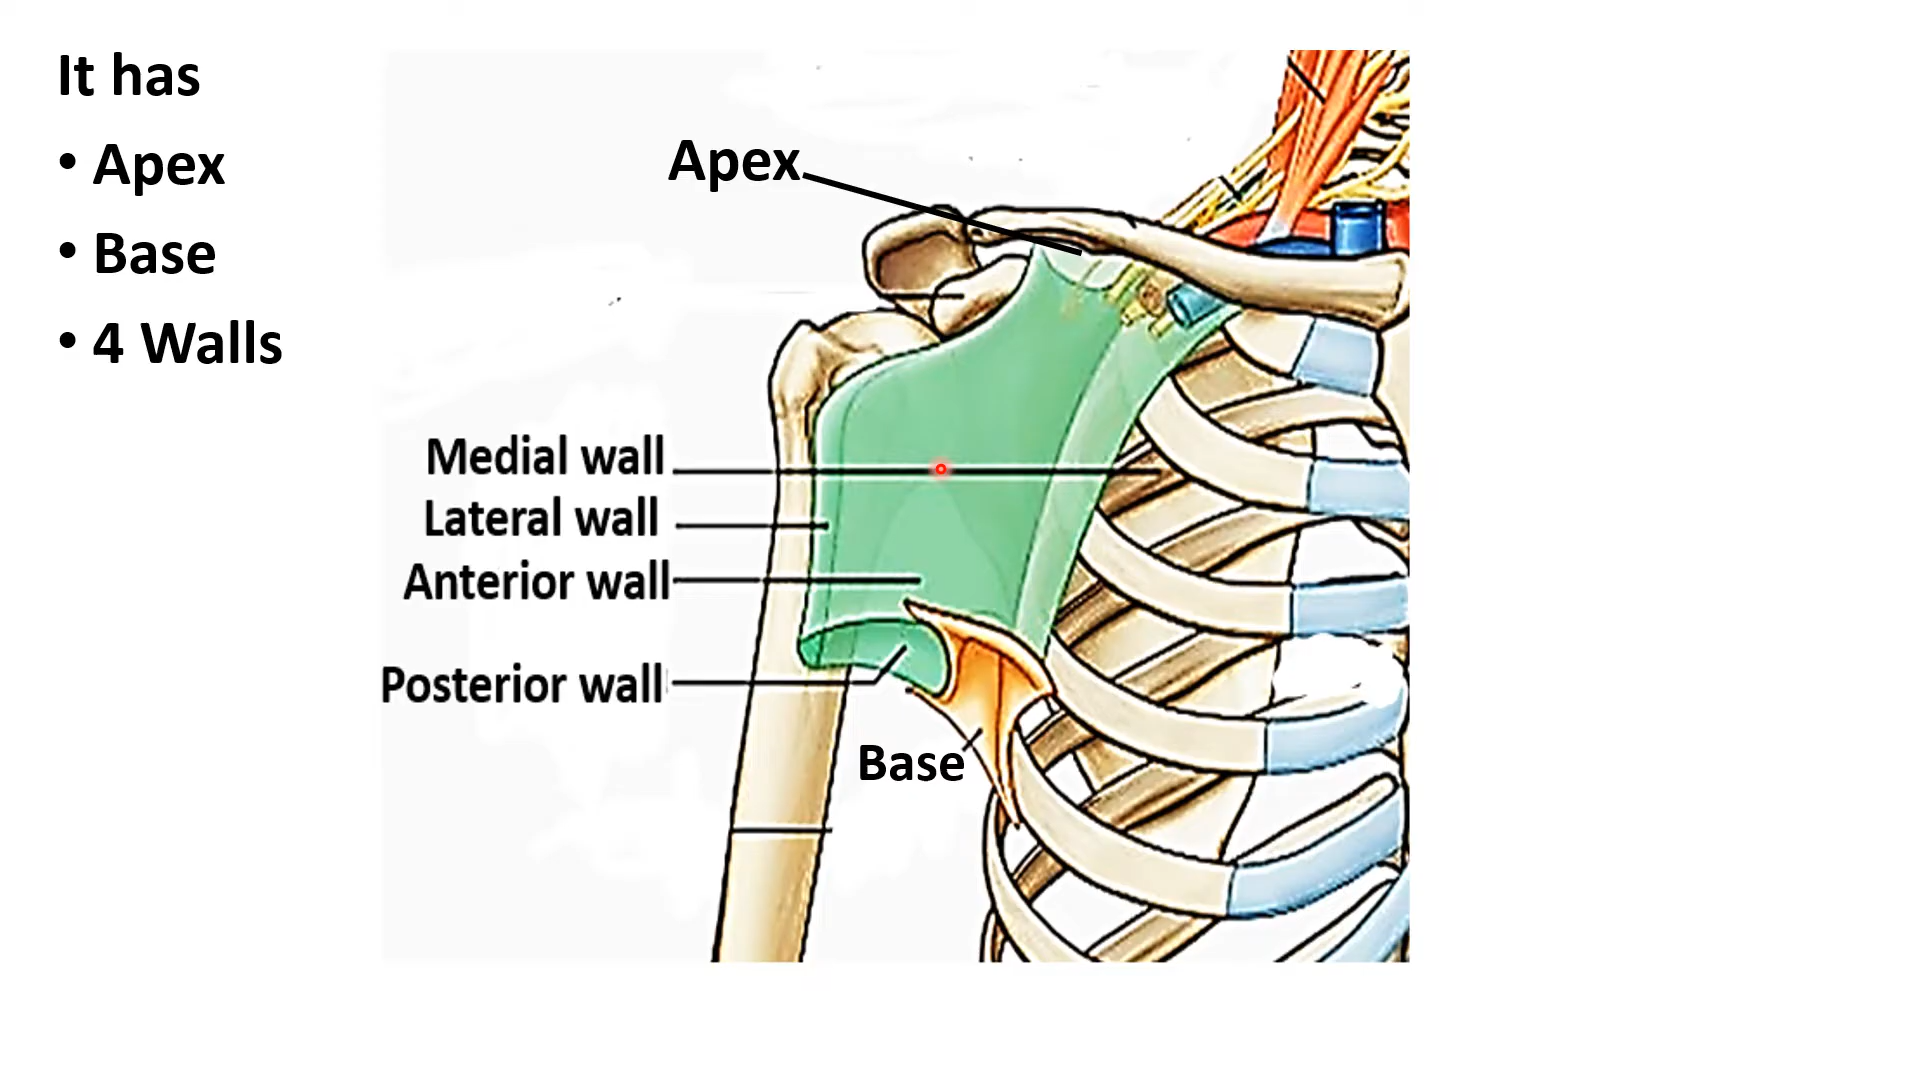 It has
• Apex
• Base
• 4 Walls
Apex
Medial wall
Lateral wall
Anterior wall
Posterior wall
Base